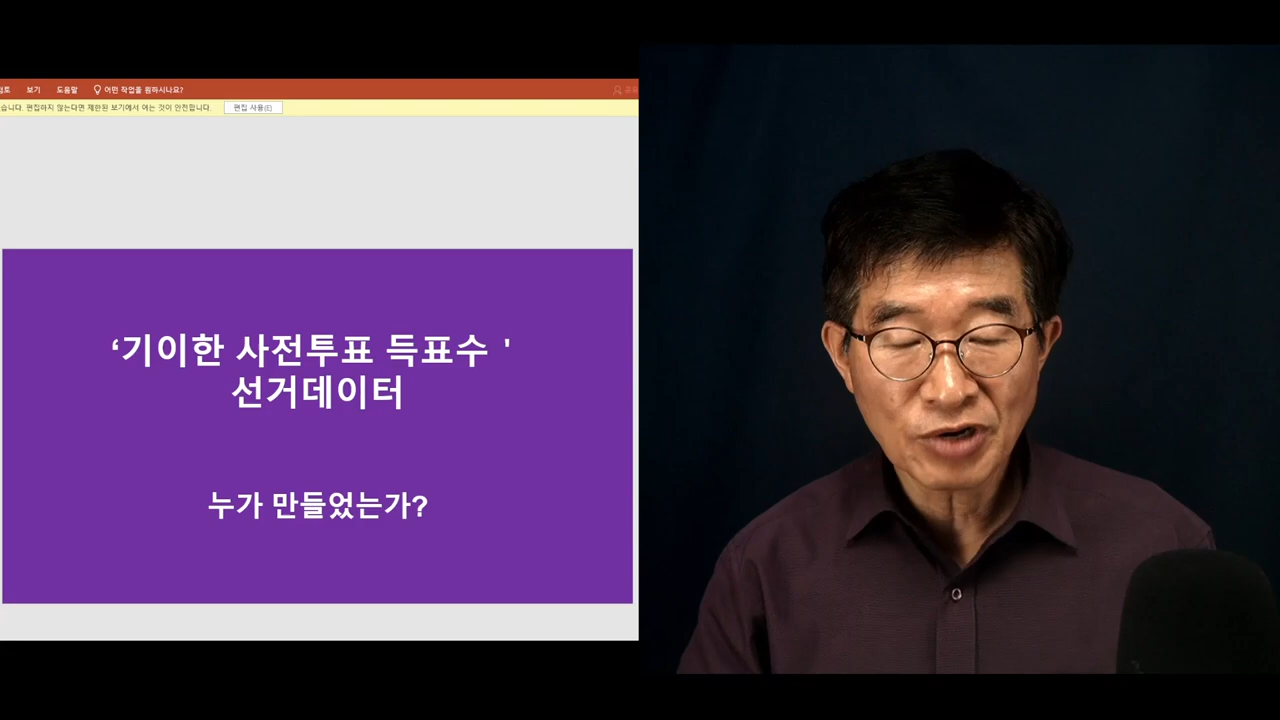 보기 도움말 어떤 작업을 원하시나요?
편집하지 않는다면 제한된 보기에서 여는 것이 안전합니다. 편집 사용(E)
‘기이한 사전투표 득표수 '
선거데이터
누가 만들었는가?